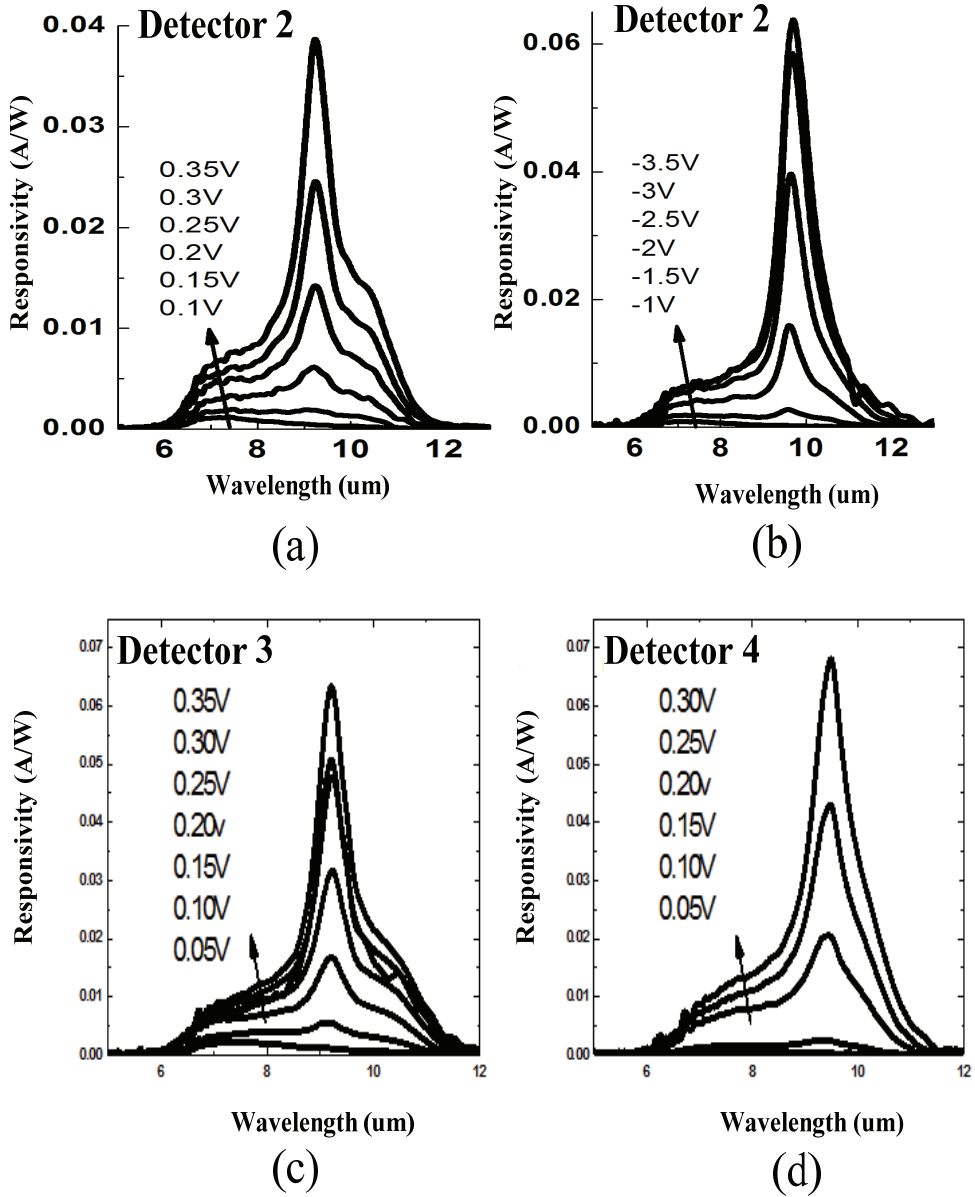 Detector 2
0.04
0.03
0.02
0.01
0.00
Responsivity (A/W)
0.35V
0.3V
0.25V
0.2V
0.15V
0.1V
6 8 10 12
Wavelength (um)
(a)
Detector 2
0.06
0.04
0.02
0.00
Responsivity (A/W)
-3.5V
-3V
-2.5V
-2V
-1.5V
-1V
6 8 10 12
Wavelength (um)
(b)
Detector 3
0.07
0.06
0.05
0.04
0.03
0.02
0.01
0.00
Responsivity (A/W)
0.35V
0.30V
0.25V
0.20v
0.15V
0.10V
0.05V
6 8 10 12
Wavelength (um)
(c)
Detector 4
0.07
0.06
0.05
0.04
0.03
0.02
0.01
0.00
Responsivity (A/W)
0.30V
0.25V
0.20v
0.15V
0.10V
0.05V
6 8 10 12
Wavelength (um)
(d)